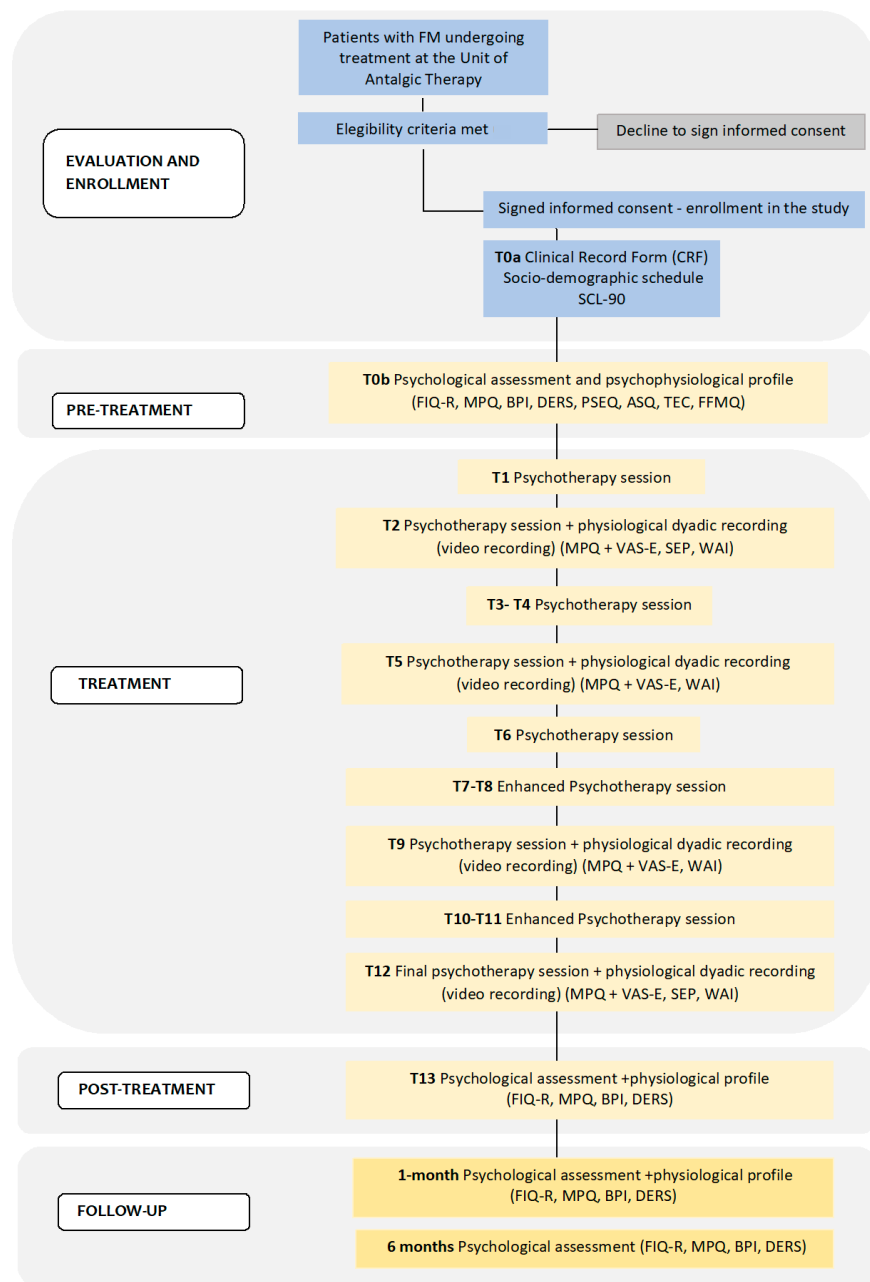 Patients with FM undergoing
treatment at the Unit of
Antalgic Therapy
Elegibility criteria met
Decline to sign informed consent
EVALUATION AND
ENROLLMENT
Signed informed consent - enrollment in the study
T0a Clinical Record Form (CRF)
Socio-demographic schedule
SCL-90
T0b Psychological assessment and psychophysiological profile
(FIQ-R, MPQ, BPI, DERS, PSEQ, ASQ, TEC, FFMQ)
PRE-TREATMENT
T1 Psychotherapy session
T2 Psychotherapy session + physiological dyadic recording
(video recording) (MPQ + VAS-E, SEP, WAI)
T3- T4 Psychotherapy session
T5 Psychotherapy session + physiological dyadic recording
(video recording) (MPQ + VAS-E, WAI)
TREATMENT
T6 Psychotherapy session
T7-T8 Enhanced Psychotherapy session
T9 Psychotherapy session + physiological dyadic recording
(video recording) (MPQ + VAS-E, WAI)
T10-T11 Enhanced Psychotherapy session
T12 Final psychotherapy session + physiological dyadic recording
(video recording) (MPQ + VAS-E, SEP, WAI)
POST-TREATMENT
T13 Psychological assessment +physiological profile
(FIQ-R, MPQ, BPI, DERS)
1-month Psychological assessment +physiological profile
(FIQ-R, MPQ, BPI, DERS)
FOLLOW-UP
6 months Psychological assessment (FIQ-R, MPQ, BPI, DERS)